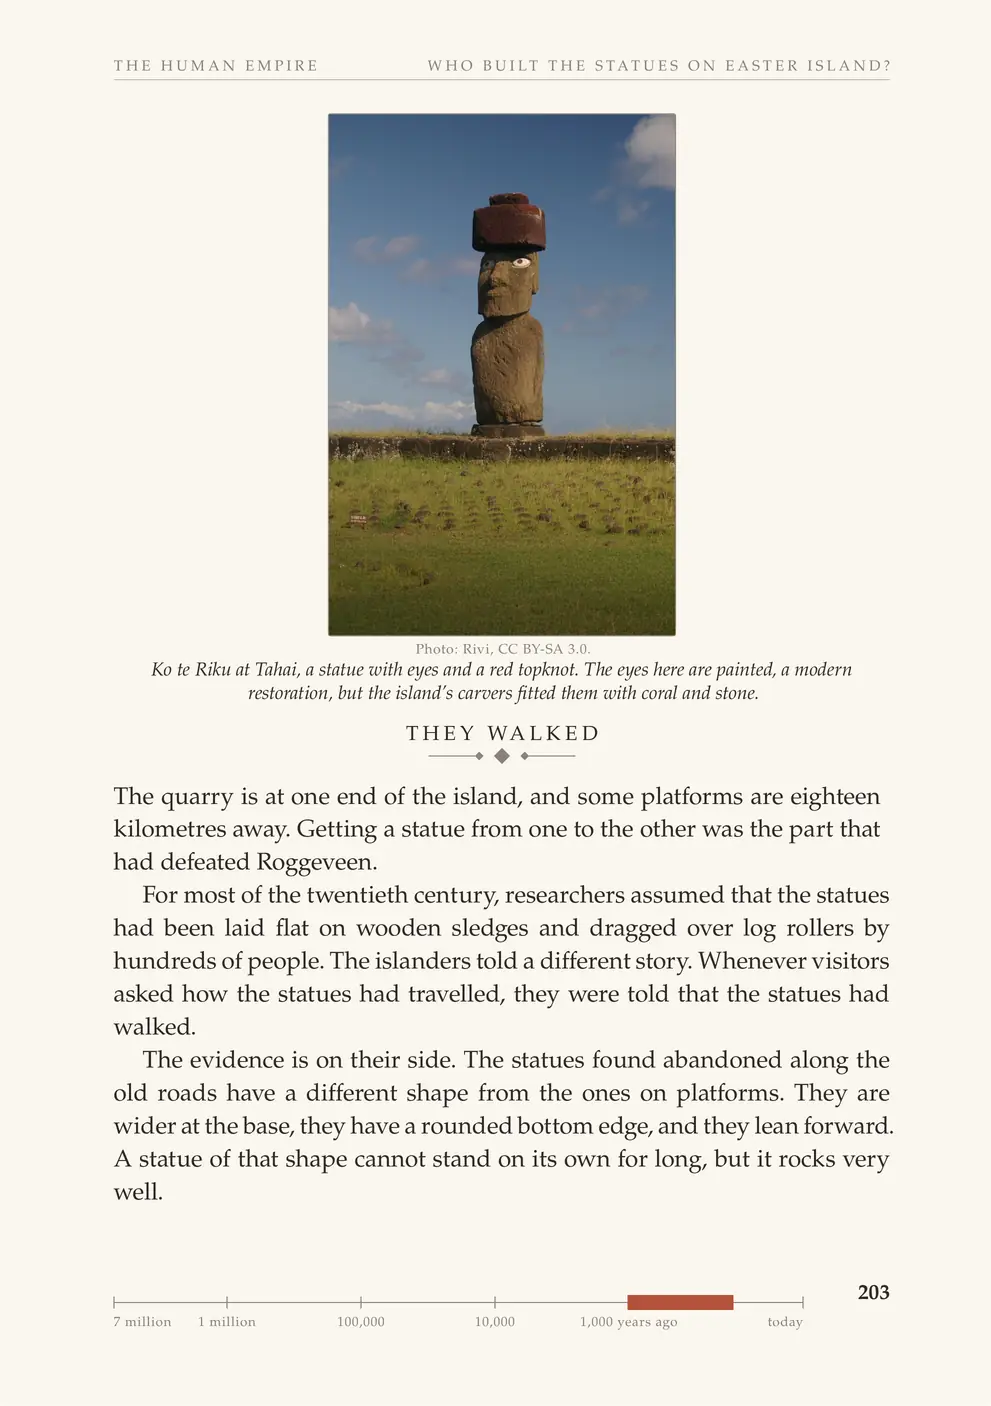 THE HUMAN EMPIRE
WHO BUILT THE STATUES ON EASTER ISLAND?
Photo: Rivi, CC BY-SA 3.0.
Ko te Riku at Tahai, a statue with eyes and a red topknot. The eyes here are painted, a modern
restoration, but the island's carvers fitted them with coral and stone.
THEY WALKED
The quarry is at one end of the island, and some platforms are eighteen
kilometres away. Getting a statue from one to the other was the part that
had defeated Roggeveen.
For most of the twentieth century, researchers assumed that the statues
had been laid flat on wooden sledges and dragged over log rollers by
hundreds of people. The islanders told a different story. Whenever visitors
asked how the statues had travelled, they were told that the statues had
walked.
The evidence is on their side. The statues found abandoned along the
old roads have a different shape from the ones on platforms. They are
wider at the base, they have a rounded bottom edge, and they lean forward.
A statue of that shape cannot stand on its own for long, but it rocks very
well.
203
7 million 1 million 100,000 10,000 1,000 years ago today